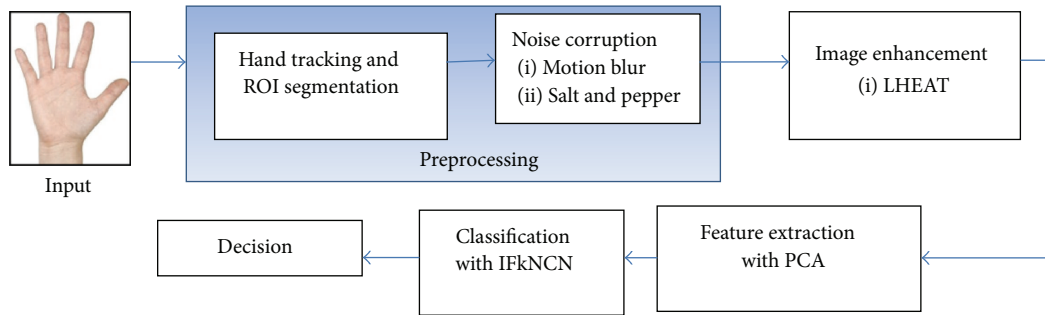 Input
Hand tracking and
ROI segmentation
Noise corruption
(i) Motion blur
(ii) Salt and pepper
Preprocessing
Image enhancement
(i) LHEAT
Feature extraction
with PCA
Classification
with IFkNCN
Decision